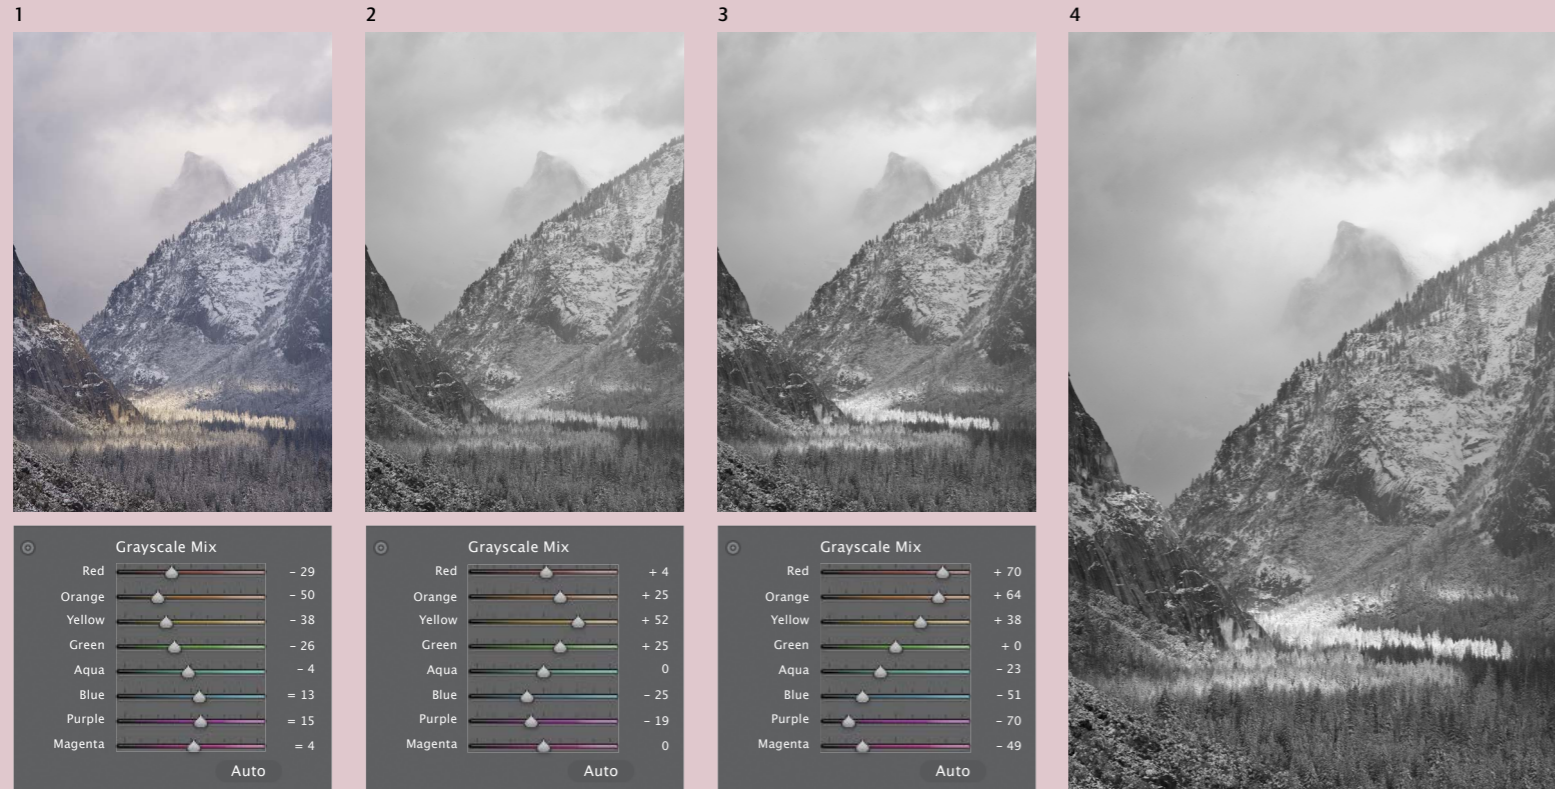 1
2
3
4
Grayscale Mix
Red – 29
Orange – 50
Yellow – 38
Green – 26
Aqua – 4
Blue = 13
Purple = 15
Magenta = 4
Auto
Grayscale Mix
Red + 4
Orange + 25
Yellow + 52
Green + 25
Aqua 0
Blue – 25
Purple – 19
Magenta 0
Auto
Grayscale Mix
Red + 70
Orange + 64
Yellow + 38
Green + 0
Aqua – 23
Blue – 51
Purple – 70
Magenta – 49
Auto